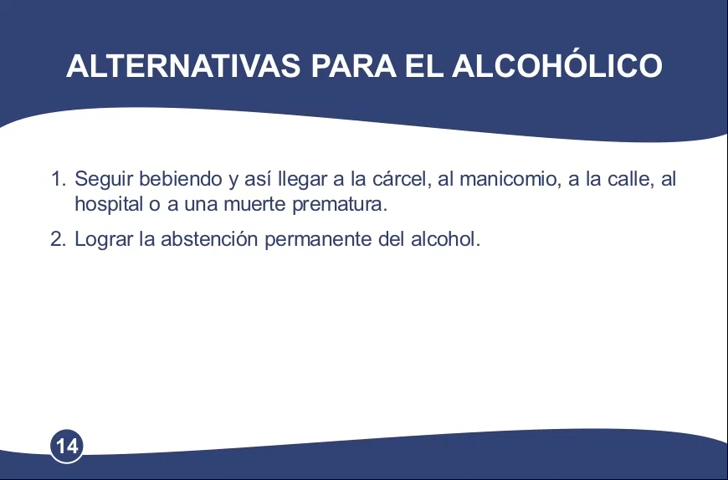 ALTERNATIVAS PARA EL ALCOHÓLICO
1. Seguir bebiendo y así llegar a la cárcel, al manicomio, a la calle, al
hospital o a una muerte prematura.
2. Lograr la abstención permanente del alcohol.
14